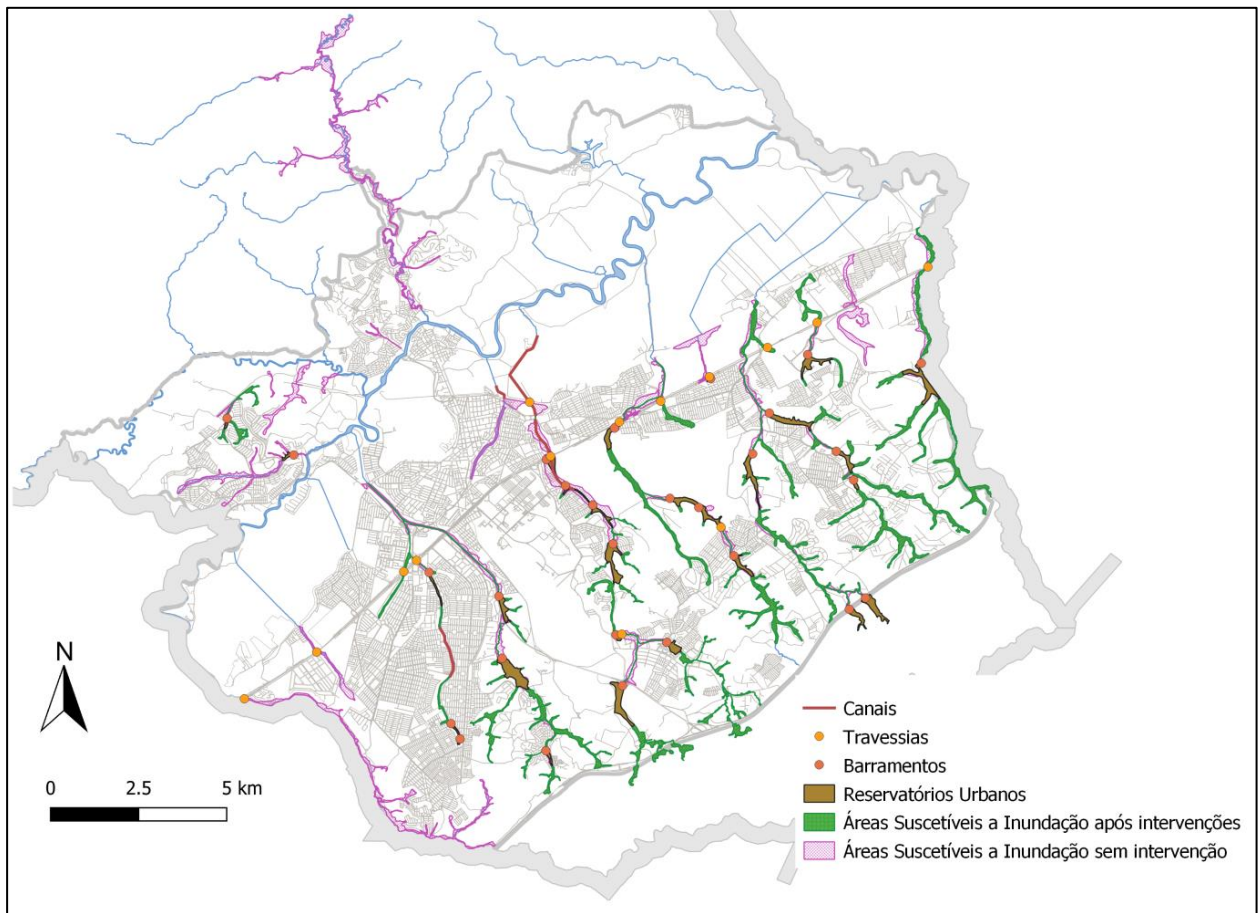 N
0 2.5 5 km
Canais
Travessias
Barramentos
Reservatórios Urbanos
Áreas Suscetíveis a Inundação após intervenções
Áreas Suscetíveis a Inundação sem intervenção